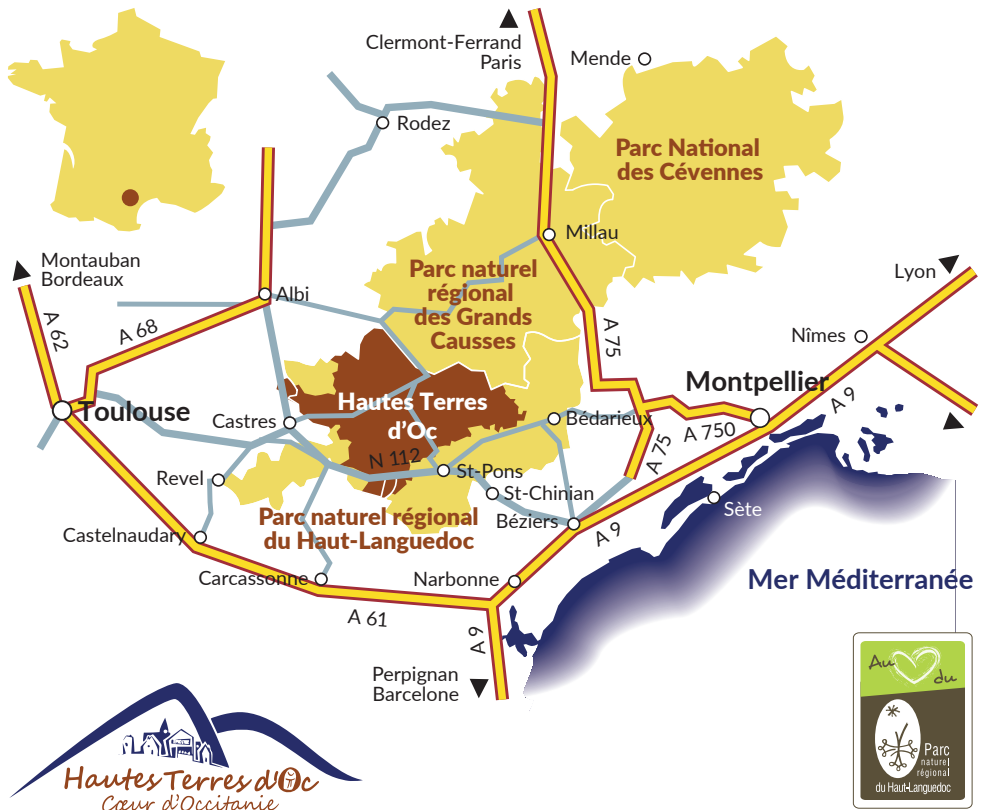 Clermont-Ferrand
Paris
Mende
Rodez
Parc National
des Cévennes
Millau
Montauban
Bordeaux
Parc naturel
régional
des Grands
Causses
Lyon
Albi
A 62
A 68
A 75
Nîmes
Montpellier
A 9
Toulouse
Hautes Terres
d'Oc
Castres
Bédarieux
A 750
A 75
N 112
St-Pons
Revel
St-Chinian
Sète
Parc naturel régional
du Haut-Languedoc
Béziers
A 9
Castelnaudary
Carcassonne
Narbonne
Mer Méditerranée
A 61
A 9
Perpignan
Barcelone
Au
du
Parc
naturel
régional
du Haut-Languedoc
Hautes Terres d'Oc
Cœur d'Occitanie